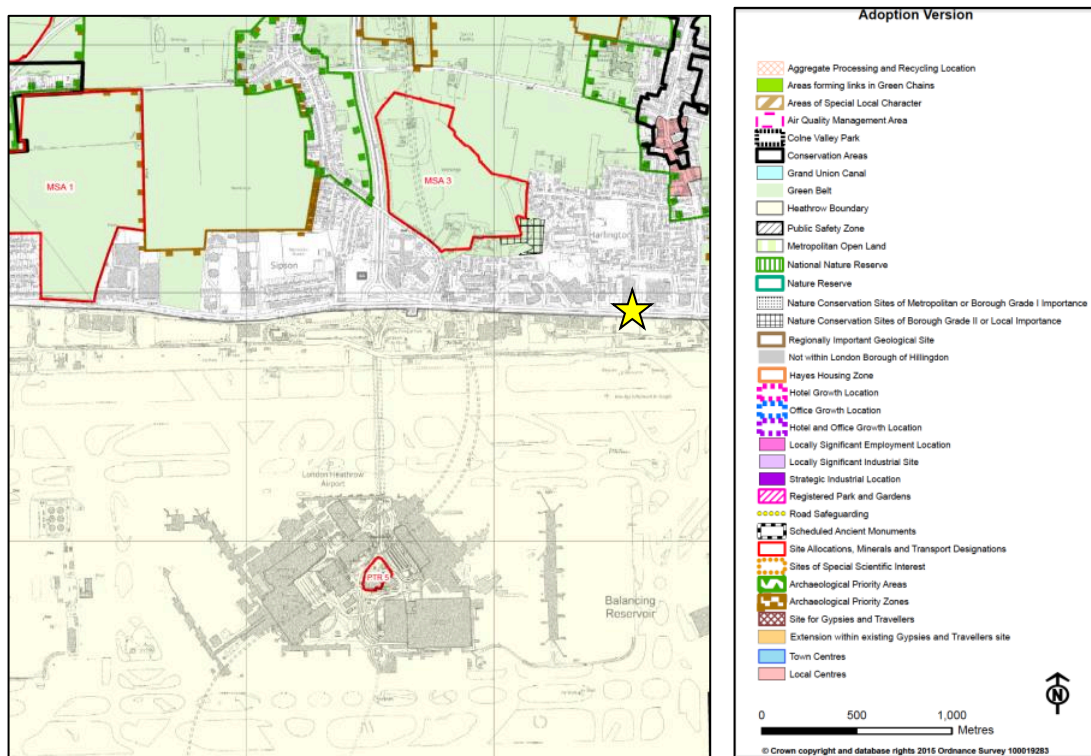 MSA 1
MSA 3
Harlington
Sipson
London Heathrow
Airport
PTR 5
Balancing
Reservoir
Adoption Version
Aggregate Processing and Recycling Location
Areas forming links in Green Chains
Areas of Special Local Character
Air Quality Management Area
Colne Valley Park
Conservation Areas
Grand Union Canal
Green Belt
Heathrow Boundary
Public Safety Zone
Metropolitan Open Land
National Nature Reserve
Nature Reserve
Nature Conservation Sites of Metropolitan or Borough Grade I Importance
Nature Conservation Sites of Borough Grade II or Local Importance
Regionally Important Geological Site
Not within London Borough of Hillingdon
Hayes Housing Zone
Hotel Growth Location
Office Growth Location
Hotel and Office Growth Location
Locally Significant Employment Location
Locally Significant Industrial Site
Strategic Industrial Location
Registered Park and Gardens
Road Safeguarding
Scheduled Ancient Monuments
Site Allocations, Minerals and Transport Designations
Sites of Special Scientific Interest
Archaeological Priority Areas
Archaeological Priority Zones
Site for Gypsies and Travellers
Extension within existing Gypsies and Travellers site
Town Centres
Local Centres
N
0 500 1,000
Metres
© Crown copyright and database rights 2015 Ordnance Survey 100019283